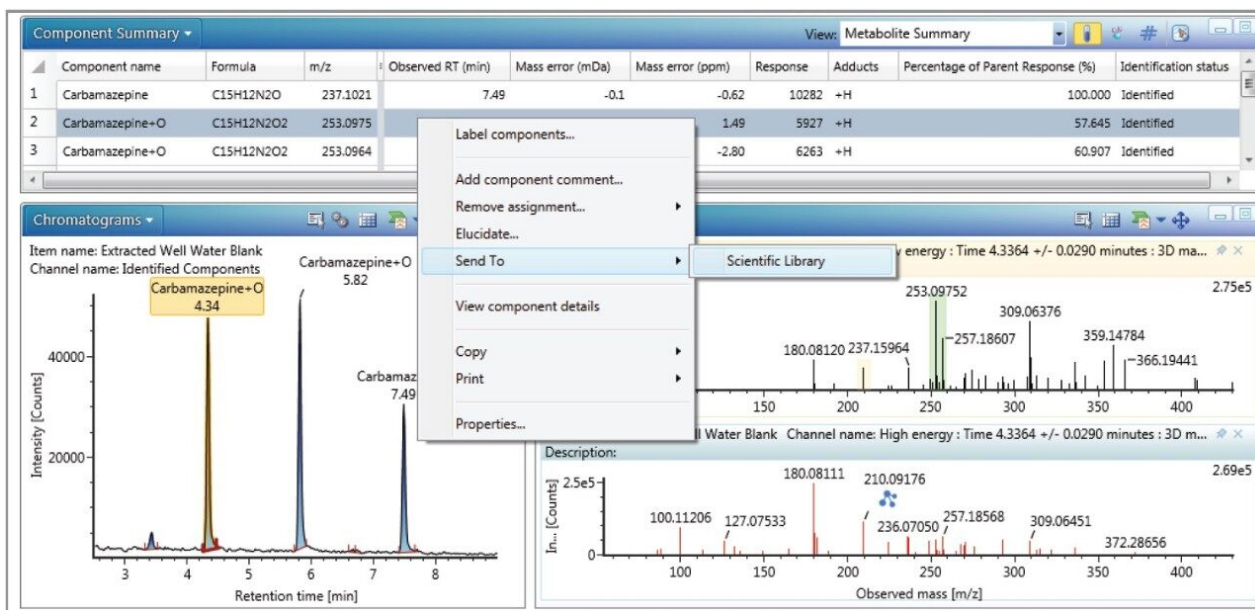 Component Summary
View: Metabolite Summary
Component name Formula m/z Observed RT (min) Mass error (mDa) Mass error (ppm) Response Adducts Percentage of Parent Response (%) Identification status
1 Carbamazepine C15H12N2O 237.1021 7.49 -0.1 -0.62 10282 +H 100.000 Identified
2 Carbamazepine+O C15H12N2O2 253.0975 1.49 5927 +H 57.645 Identified
3 Carbamazepine+O C15H12N2O2 253.0964 -2.80 6263 +H 60.907 Identified
Label components...
Add component comment...
Remove assignment...
Elucidate...
Send To
Scientific Library
View component details
Copy
Print
Properties...
Chromatograms
Item name: Extracted Well Water Blank
Channel name: Identified Components
Carbamazepine+O
4.34
Carbamazepine+O
5.82
Carbamaz
7.49
40000
20000
Intensity [Counts]
3 4 5 6 7 8
Retention time [min]
energy : Time 4.3364 +/- 0.0290 minutes : 3D ma...
2.75e5
253.09752
309.06376
257.18607
359.14784
180.08120 237.15964
366.19441
150 200 250 300 350 400
Water Blank Channel name: High energy : Time 4.3364 +/- 0.0290 minutes : 3D m...
Description:
2.69e5
2.5e5
0
In... [Counts]
180.08111
210.09176
100.11206 127.07533
236.07050
257.18568
309.06451
372.28656
100 150 200 250 300 350 400
Observed mass [m/z]